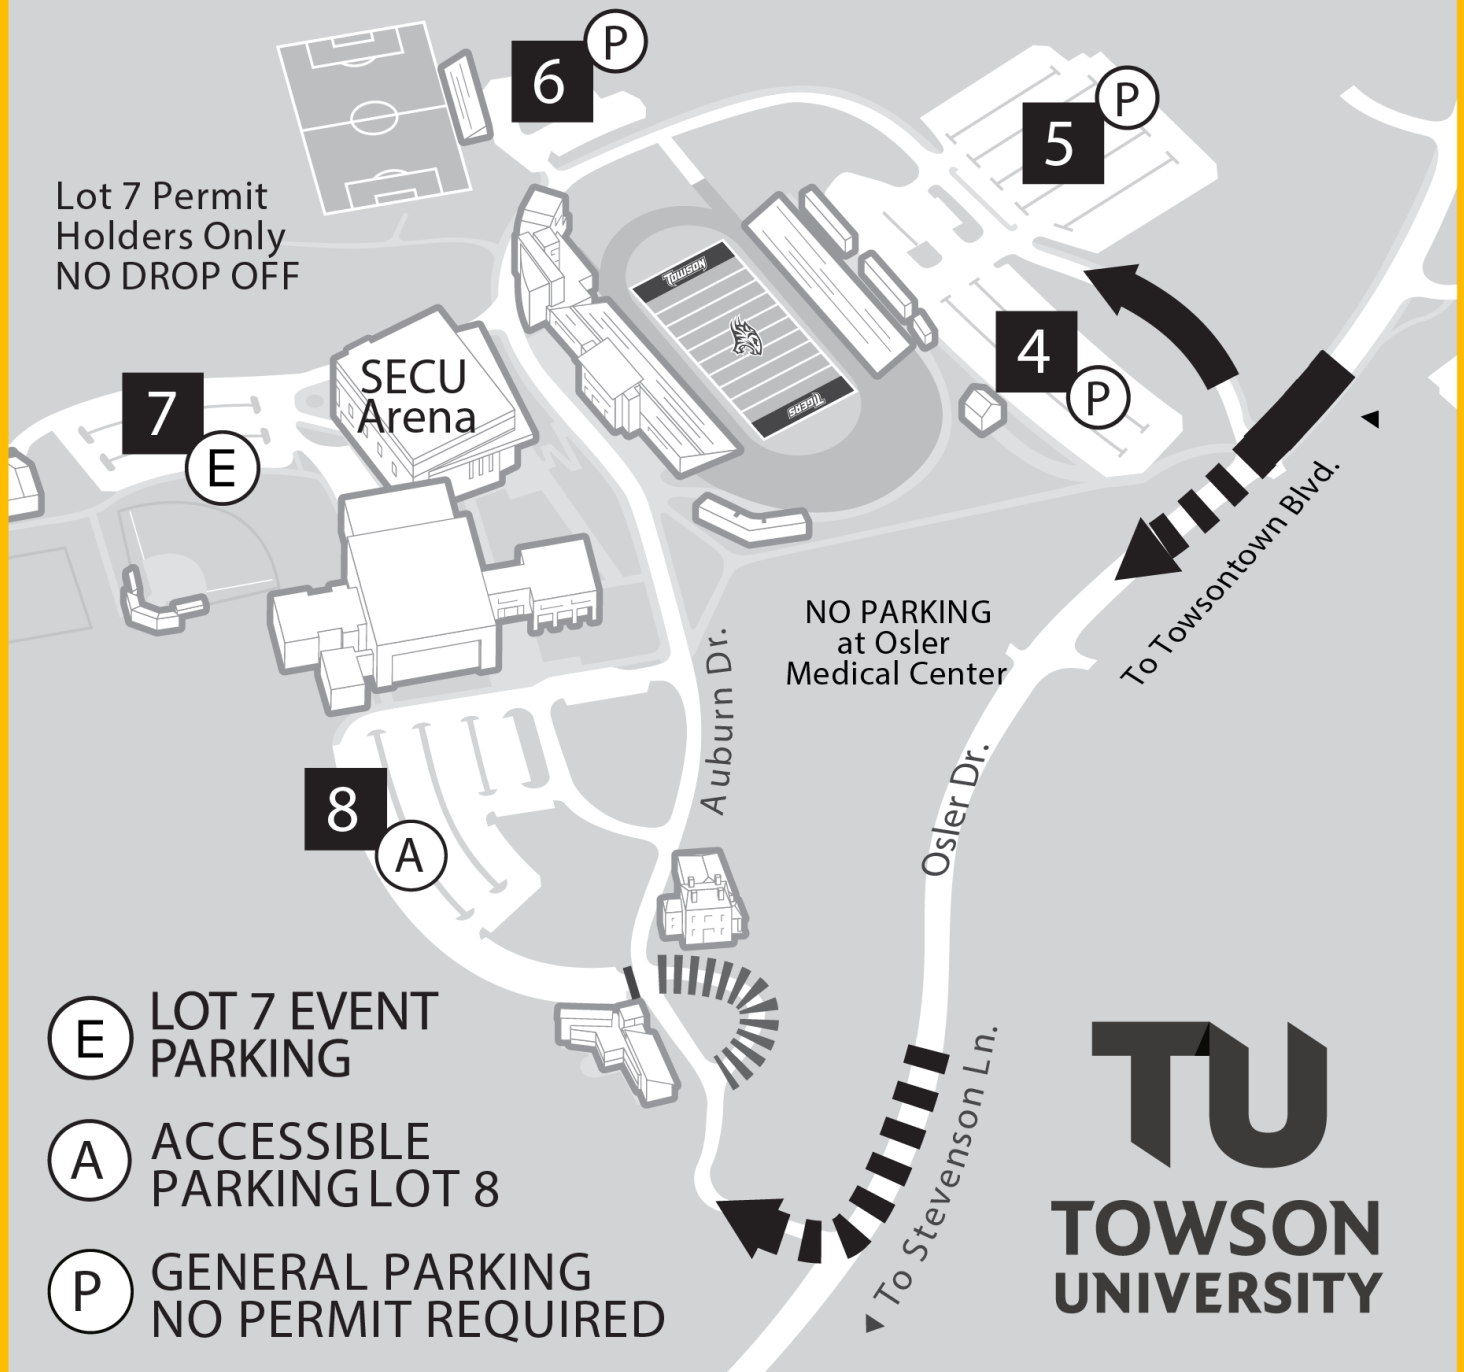 6
P
5
P
Lot 7 Permit
Holders Only
NO DROP OFF
TOWSON
4
P
SECU
Arena
7
E
TIGERS
To Towsontown Blvd.
NO PARKING
at Osler
Medical Center
Auburn Dr.
Osler Dr.
8
A
E
LOT 7 EVENT
PARKING
A
ACCESSIBLE
PARKING LOT 8
P
GENERAL PARKING
NO PERMIT REQUIRED
To Stevenson Ln.
TU
TOWSON
UNIVERSITY